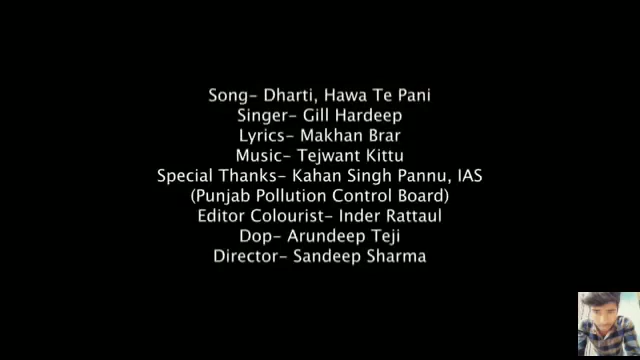 Song- Dharti, Hawa Te Pani
Singer- Gill Hardeep
Lyrics- Makhan Brar
Music- Tejwant Kittu
Special Thanks- Kahan Singh Pannu, IAS
(Punjab Pollution Control Board)
Editor Colourist- Inder Rattaul
Dop- Arundeep Teji
Director- Sandeep Sharma